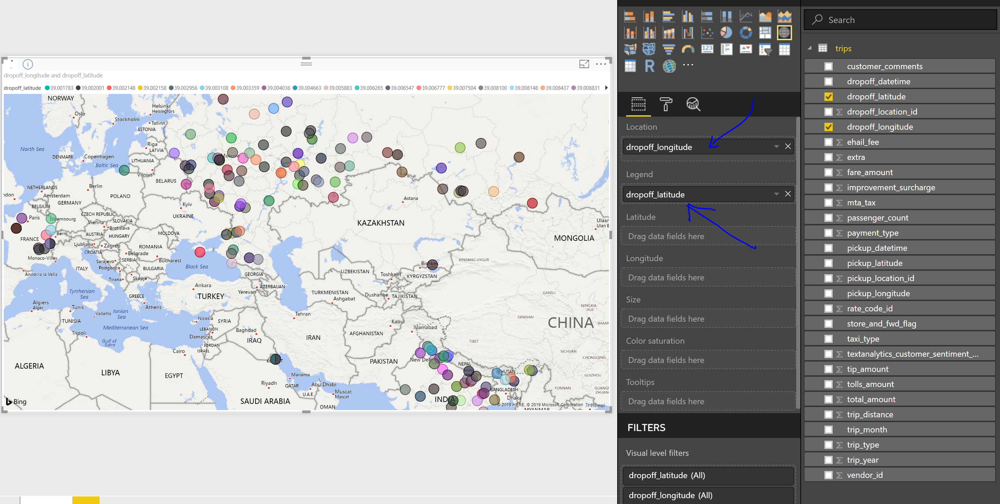 dropoff_longitude and dropoff_latitude
dropoff_latitude 39.001783 39.002001 39.002148 39.002158 39.002956 39.003108 39.003359 39.004036 39.004663 39.005883 39.006265 39.006547 39.006777 39.007504 39.008100 39.008148 39.008437 39.008831
NORWAY
Helsinki
Helsingfors
Oslo
Stockholm
Tallinn
ESTONIA
Riga
LATVIA
North Sea
DENMARK
Copenhagen
Moscow
LITHUANIA
Baltic Sea
Vilnius
BELARUS
NETHERLANDS
Berlin
ndon
Amsterdam
POLAND
GERMANY
Astana
BELGIUM
Kyiv
CZECH REPUBLIC
UKRAINE
Paris
Luxembourg
SLOVAKIA
Vienna
Bratislava
KAZAKHSTAN
Ulaan
Ulan B
FRANCE
Bern
AUSTRIA
HUNGARY
MOLDOVA
MONGOLIA
Ljubljana
Zagreb
ROMANIA
CROATIA
Belgrade
Monaco-Ville
Sarajevo
SERBIA
Bucharest
XINJIANG UYGUR
Bishkek
ITALY
Podgorica
BULGARIA
Black Sea
UZBEKISTAN
Andorra la Vella
GEORGIA
Toshkent
KYRGYZSTAN
Tirana
Skopje
Ankara
AZERBAIJAN
Tyrrhenian
Sea
Yerevan
TURKMENISTAN
Dushanbe
TAJIKISTAN
GANSU
GREECE
TURKEY
Ashgabat
Algiers
Alger
Tunis
Ionian
Sea
Athens
NINGXIA
HUI
Valletta
Tehran
QINGHAI
CHINA
SHAAN
TUNISIA
Nicosia
SYRIA
Kabul
Mediterranean Sea
LEBANON
Baghdad
Islamabad
Tripoli
Damascus
IRAQ
IRAN
AFGHANISTAN
Gulf of
Sidra
JORDAN
TIBET
Cairo
ISRAEL
SICHUAN
CHONGQING
ALGERIA
PAKISTAN
New Del
NEPAL
LIBYA
EGYPT
Manama
BHUTAN
GUIZHOU
Riyadh
QATAR
Abu Dhabi
YUNNAN
U.A.E.
Muscat
Mascat
BANGLADESH
SAUDI ARABIA
INDIA
Dhaka
Bing
OMAN
© 2019 HERE, © 2019 Microsoft Corporation Terms
MYANMAR
123
R
Location
dropoff_longitude
Legend
dropoff_latitude
Latitude
Drag data fields here
Longitude
Drag data fields here
Size
Drag data fields here
Color saturation
Drag data fields here
Tooltips
Drag data fields here
FILTERS
Visual level filters
dropoff_latitude (All)
dropoff_longitude (All)
Search
trips
customer_comments
dropoff_datetime
dropoff_latitude
dropoff_location_id
dropoff_longitude
ehail_fee
extra
fare_amount
improvement_surcharge
mta_tax
passenger_count
payment_type
pickup_datetime
pickup_latitude
pickup_location_id
pickup_longitude
rate_code_id
store_and_fwd_flag
taxi_type
textanalytics_customer_sentiment_...
tip_amount
tolls_amount
total_amount
trip_distance
trip_month
trip_type
trip_year
vendor_id